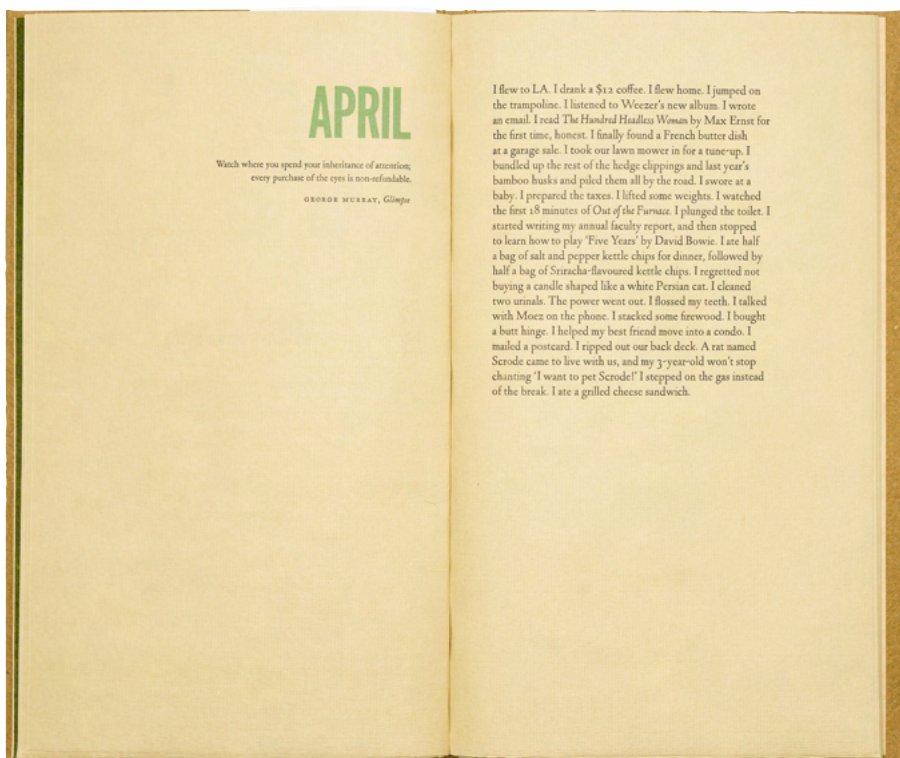 APRIL
Watch where you spend your inheritance of attention;
every purchase of the eyes is non-refundable.
GEORGE MURRAY, Glimpse
I flew to LA. I drank a $12 coffee. I flew home. I jumped on
the trampoline. I listened to Weezer's new album. I wrote
an email. I read The Hundred Headless Woman by Max Ernst for
the first time, honest. I finally found a French butter dish
at a garage sale. I took our lawn mower in for a tune-up. I
bundled up the rest of the hedge clippings and last year's
bamboo husks and piled them all by the road. I swore at a
baby. I prepared the taxes. I lifted some weights. I watched
the first 18 minutes of Out of the Furnace. I plunged the toilet. I
started writing my annual faculty report, and then stopped
to learn how to play 'Five Years' by David Bowie. I ate half
a bag of salt and pepper kettle chips for dinner, followed by
half a bag of Sriracha-flavoured kettle chips. I regretted not
buying a candle shaped like a white Persian cat. I cleaned
two urinals. The power went out. I flossed my teeth. I talked
with Moez on the phone. I stacked some firewood. I bought
a butt hinge. I helped my best friend move into a condo. I
mailed a postcard. I ripped out our back deck. A rat named
Scrode came to live with us, and my 3-year-old won't stop
chanting 'I want to pet Scrode!' I stepped on the gas instead
of the break. I ate a grilled cheese sandwich.